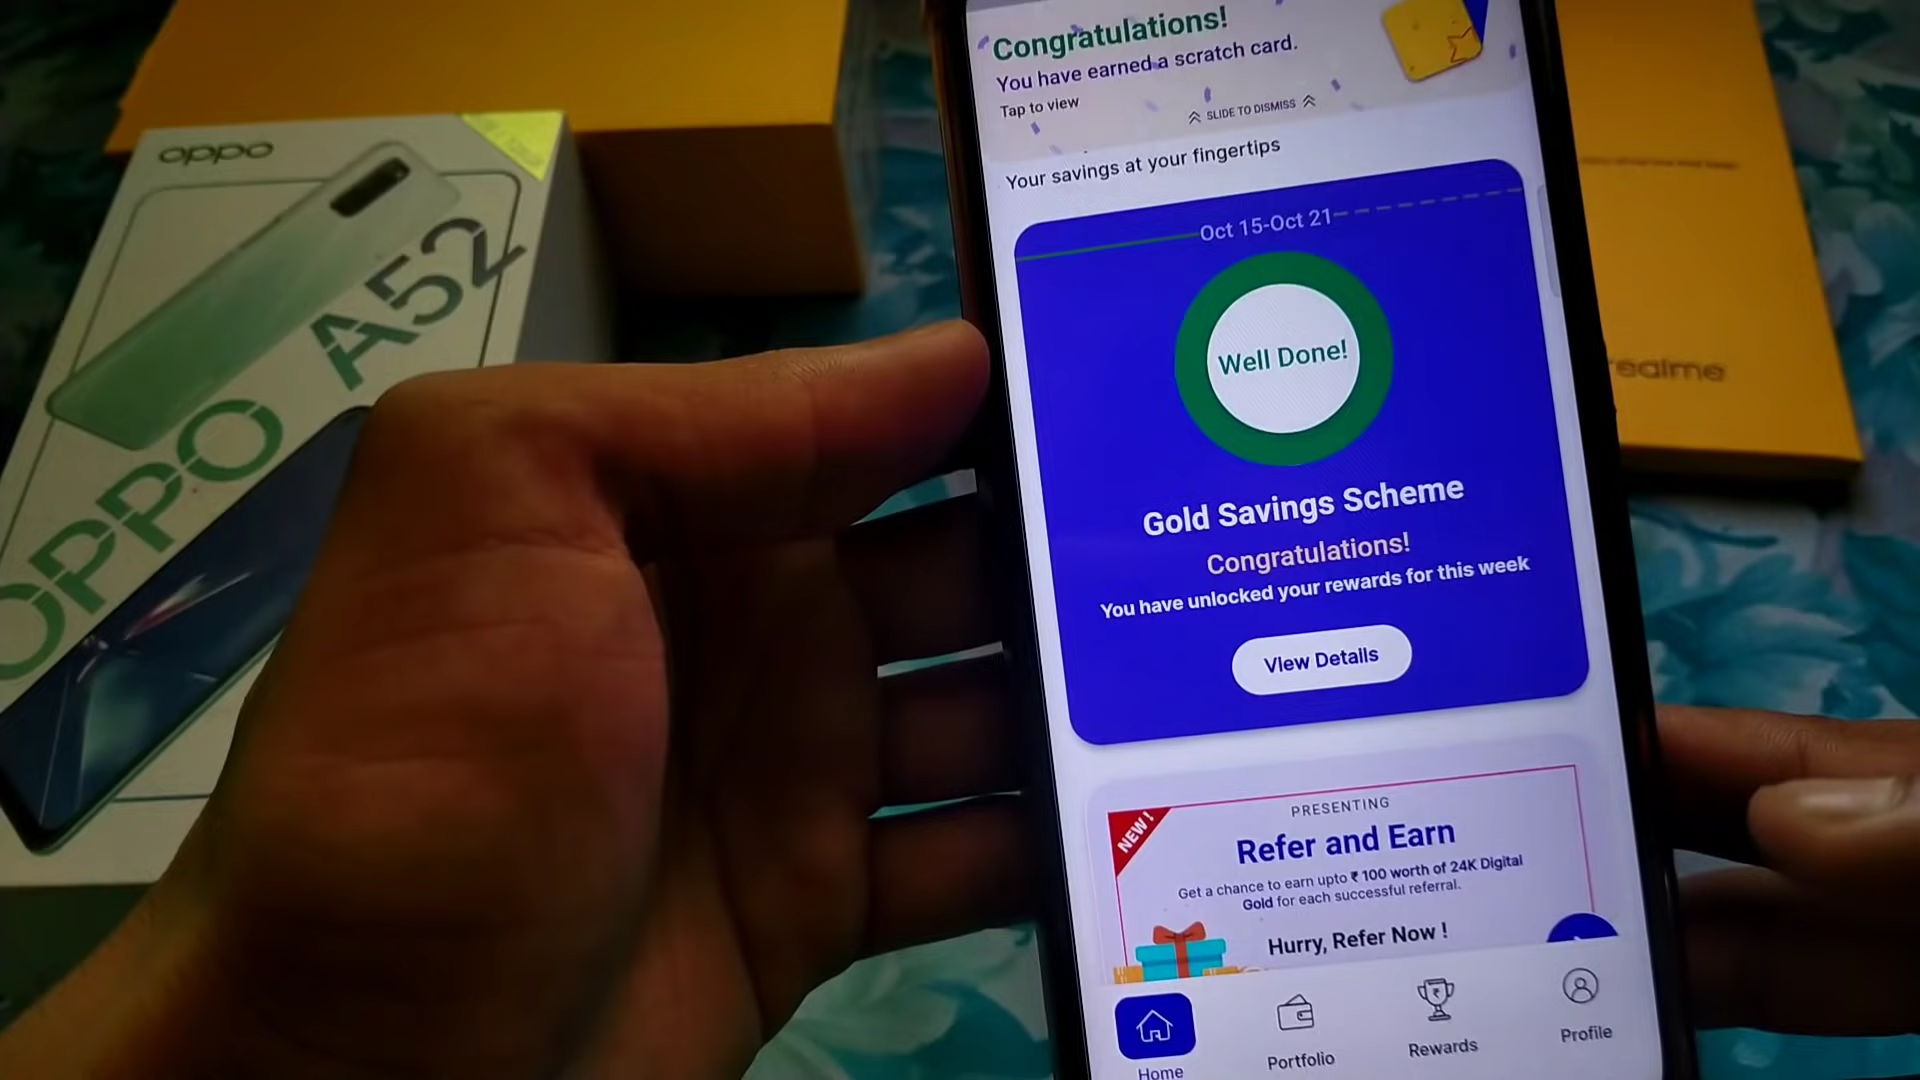 oppo
OPPO A52
realme
Congratulations!
You have earned a scratch card.
Tap to view
SLIDE TO DISMISS
Your savings at your fingertips
Oct 15-Oct 21
Well Done!
Gold Savings Scheme
Congratulations!
You have unlocked your rewards for this week
View Details
NEW !
PRESENTING
Refer and Earn
Get a chance to earn upto ₹ 100 worth of 24K Digital
Gold for each successful referral.
Hurry, Refer Now !
Home
Portfolio
Rewards
Profile